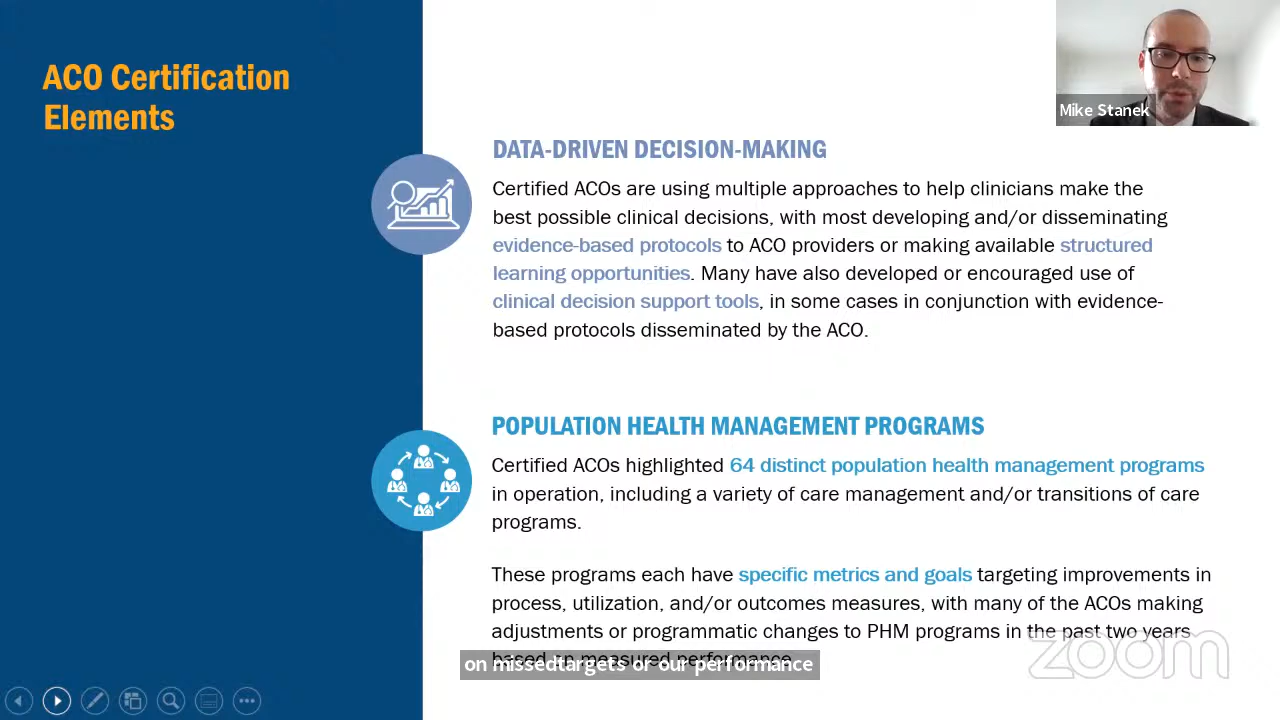 ACO Certification
Elements
Mike Stanek
DATA-DRIVEN DECISION-MAKING
Certified ACOs are using multiple approaches to help clinicians make the
best possible clinical decisions, with most developing and/or disseminating
evidence-based protocols to ACO providers or making available structured
learning opportunities. Many have also developed or encouraged use of
clinical decision support tools, in some cases in conjunction with evidence-
based protocols disseminated by the ACO.
POPULATION HEALTH MANAGEMENT PROGRAMS
Certified ACOs highlighted 64 distinct population health management programs
in operation, including a variety of care management and/or transitions of care
programs.
These programs each have specific metrics and goals targeting improvements in
process, utilization, and/or outcomes measures, with many of the ACOs making
adjustments or programmatic changes to PHM programs in the past two years
based on measured performance.
on missedtargets or our performance
zoom